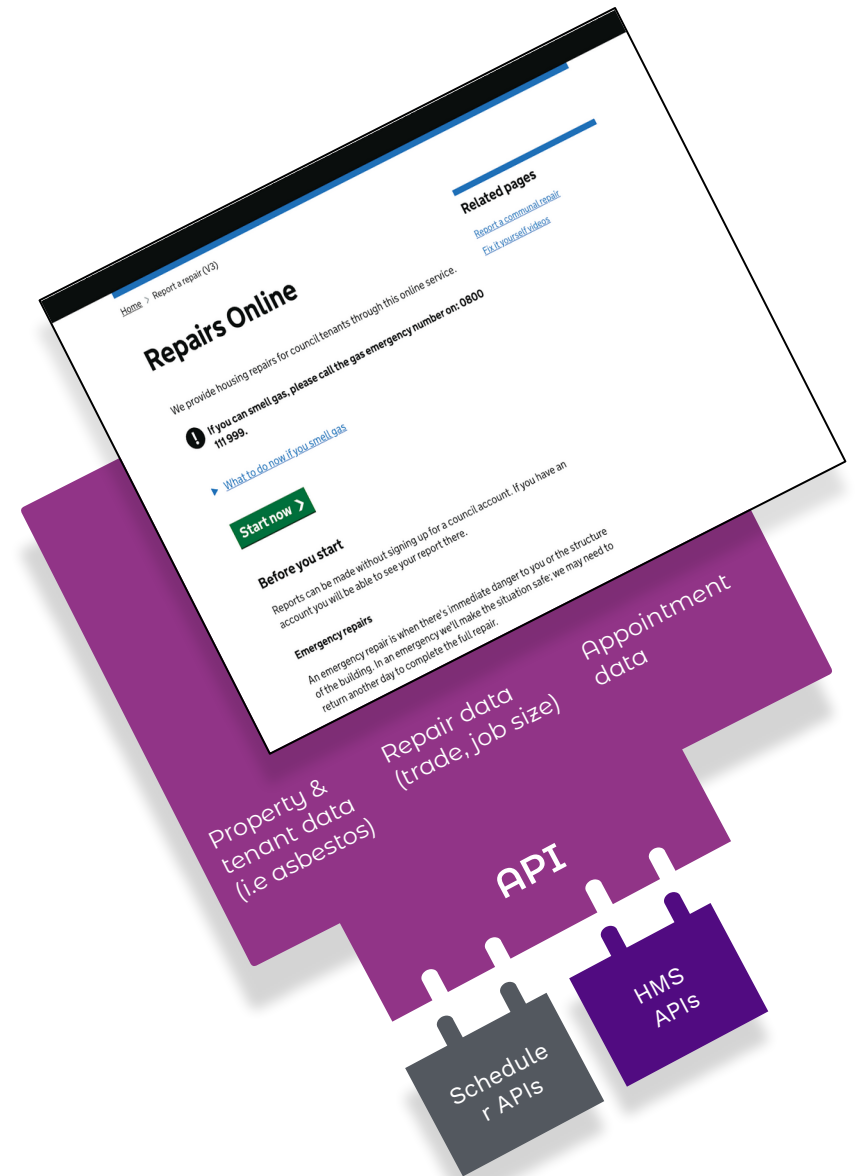 Home > Report a repair (V3)
Repairs Online
We provide housing repairs for council tenants through this online service.
! If you can smell gas, please call the gas emergency number on: 0800
111 999.
What to do now if you smell gas
Start now
Before you start
Reports can be made without signing up for a council account. If you have an
account you will be able to see your report there.
Emergency repairs
An emergency repair is when there's immediate danger to you or the structure
of the building. In an emergency we'll make the situation safe; we may need to
return another day to complete the full repair.
Related pages
Report a communal repair
Fix it yourself videos
Property &
tenant data
(i.e asbestos)
Repair data
(trade, job size)
Appointment
data
API
Schedule
r APIs
HMS
APIs